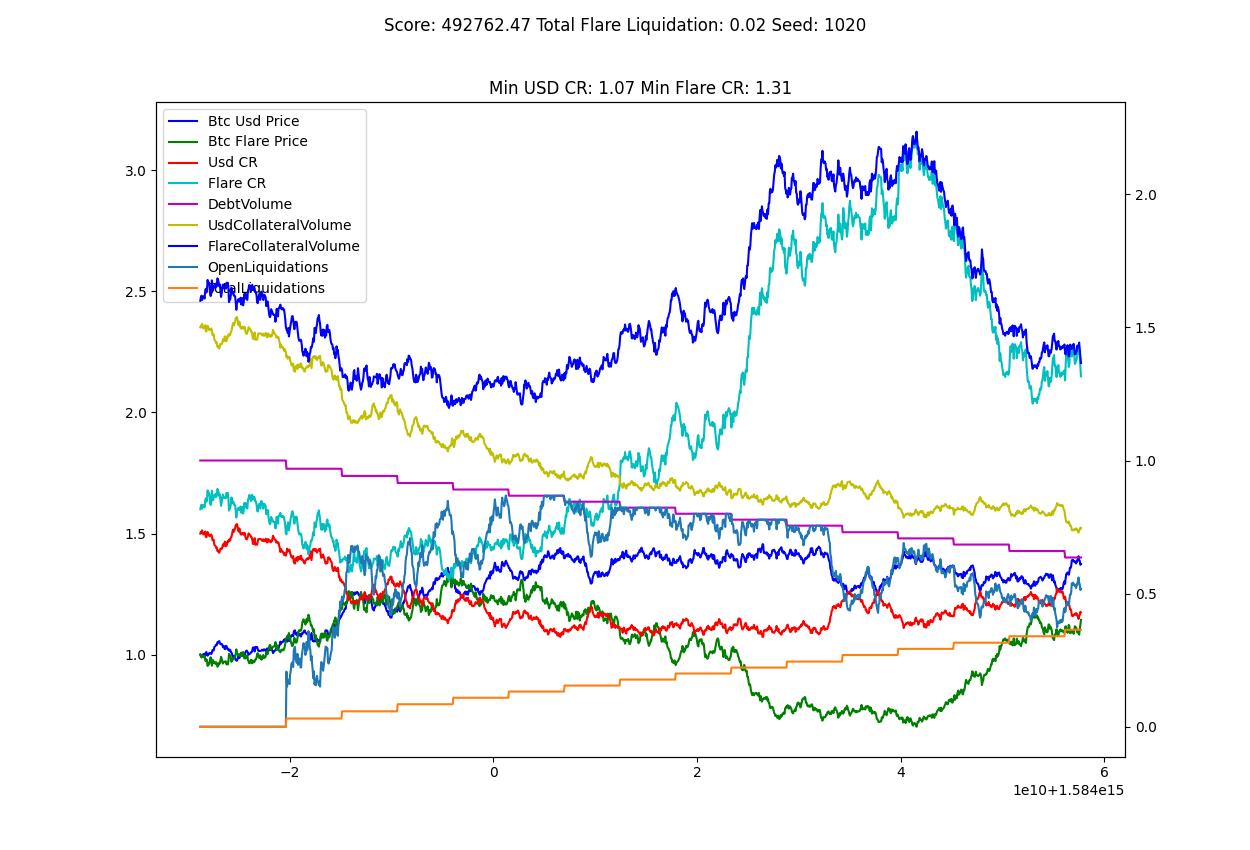 Score: 492762.47 Total Flare Liquidation: 0.02 Seed: 1020
Min USD CR: 1.07 Min Flare CR: 1.31
Btc Usd Price
Btc Flare Price
Usd CR
Flare CR
DebtVolume
UsdCollateralVolume
FlareCollateralVolume
OpenLiquidations
TotalLiquidations
3.0
2.5
2.0
1.5
1.0
2.0
1.5
1.0
0.5
0.0
−2
0
2
4
6
1e10+1.584e15